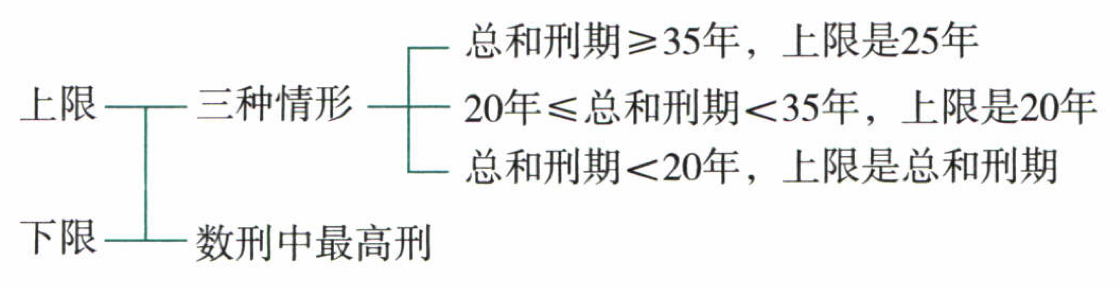 总和刑期≥35年，上限是25年
上限 三种情形 20年≤总和刑期<35年，上限是20年
总和刑期<20年，上限是总和刑期
下限 数刑中最高刑